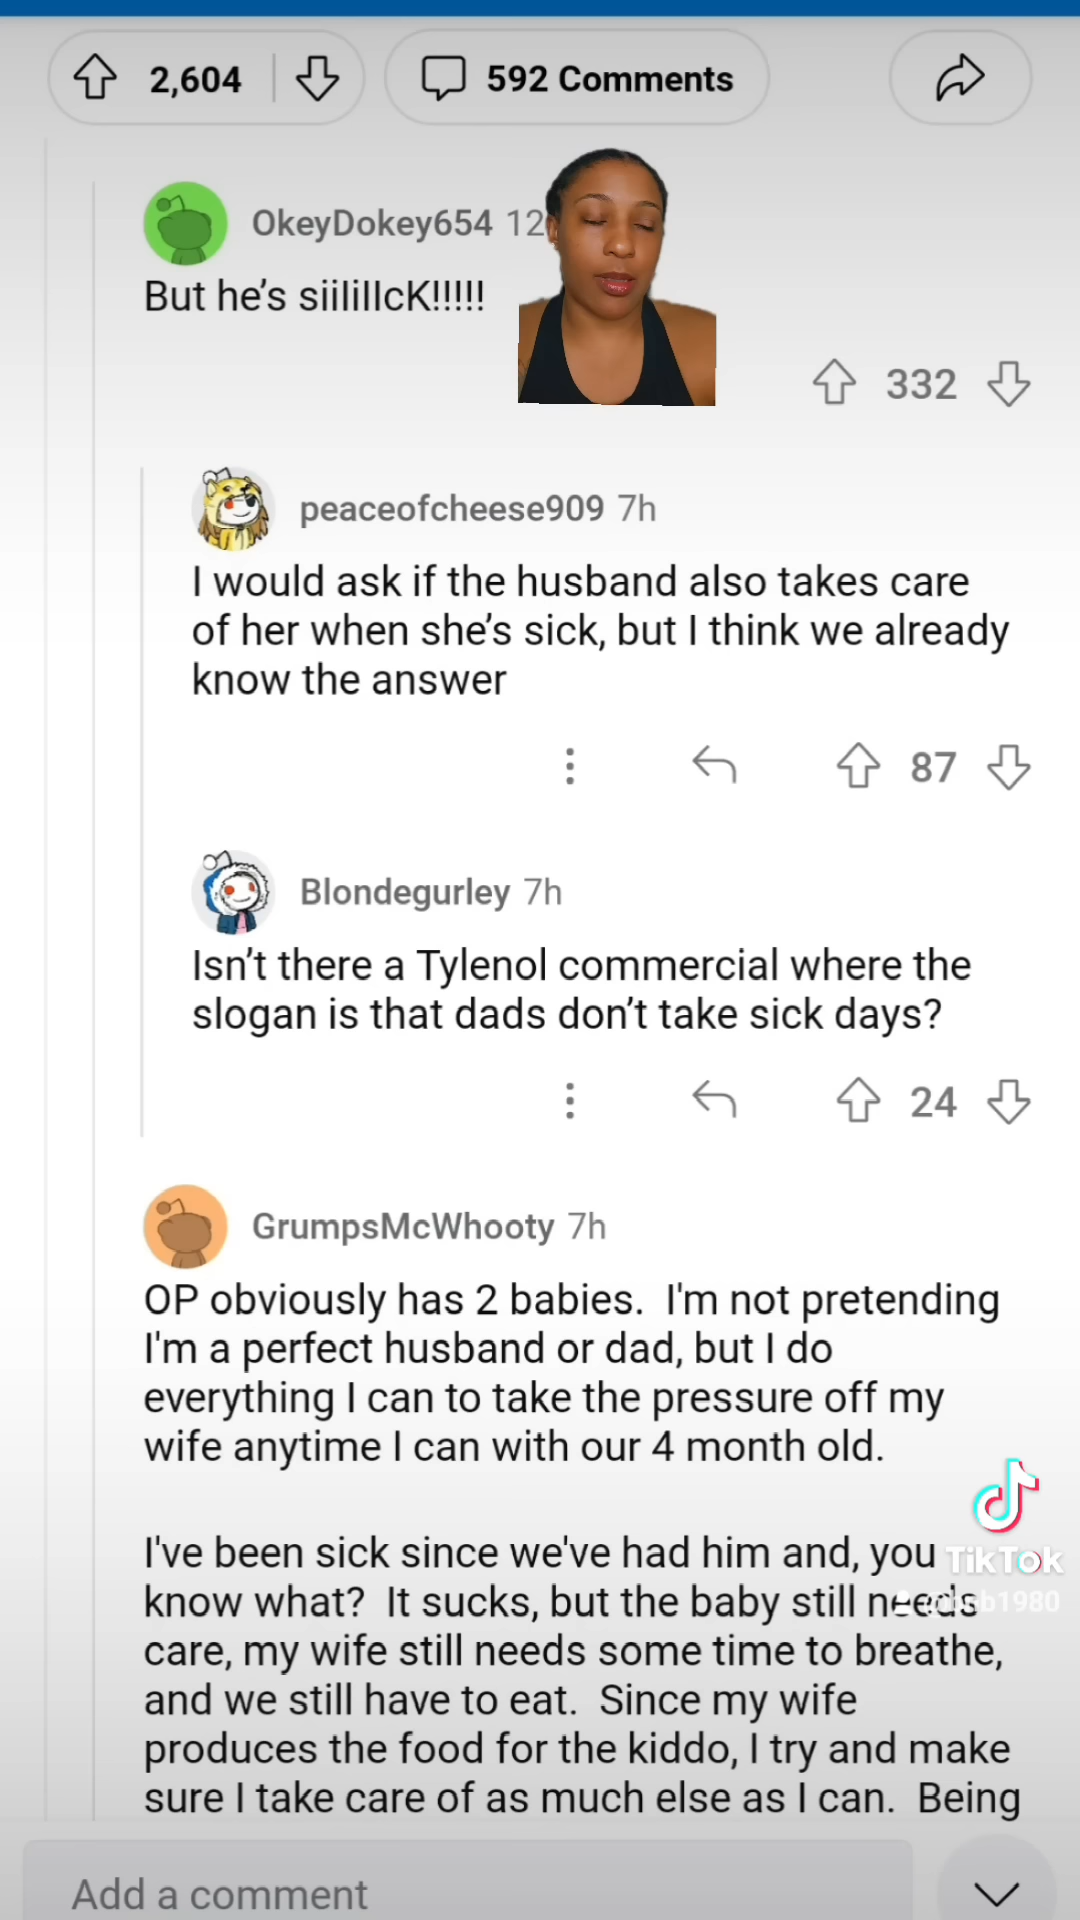 2,604
592 Comments
OkeyDokey654 12
But he's siiliIIcK!!!!!
332
peaceofcheese909 7h
I would ask if the husband also takes care
of her when she's sick, but I think we already
know the answer
87
Blondegurley 7h
Isn't there a Tylenol commercial where the
slogan is that dads don't take sick days?
24
GrumpsMcWhooty 7h
OP obviously has 2 babies.  I'm not pretending
I'm a perfect husband or dad, but I do
everything I can to take the pressure off my
wife anytime I can with our 4 month old.
I've been sick since we've had him and, you
know what?  It sucks, but the baby still needs
care, my wife still needs some time to breathe,
and we still have to eat.  Since my wife
produces the food for the kiddo, I try and make
sure I take care of as much else as I can.  Being
TikTok
Add a comment